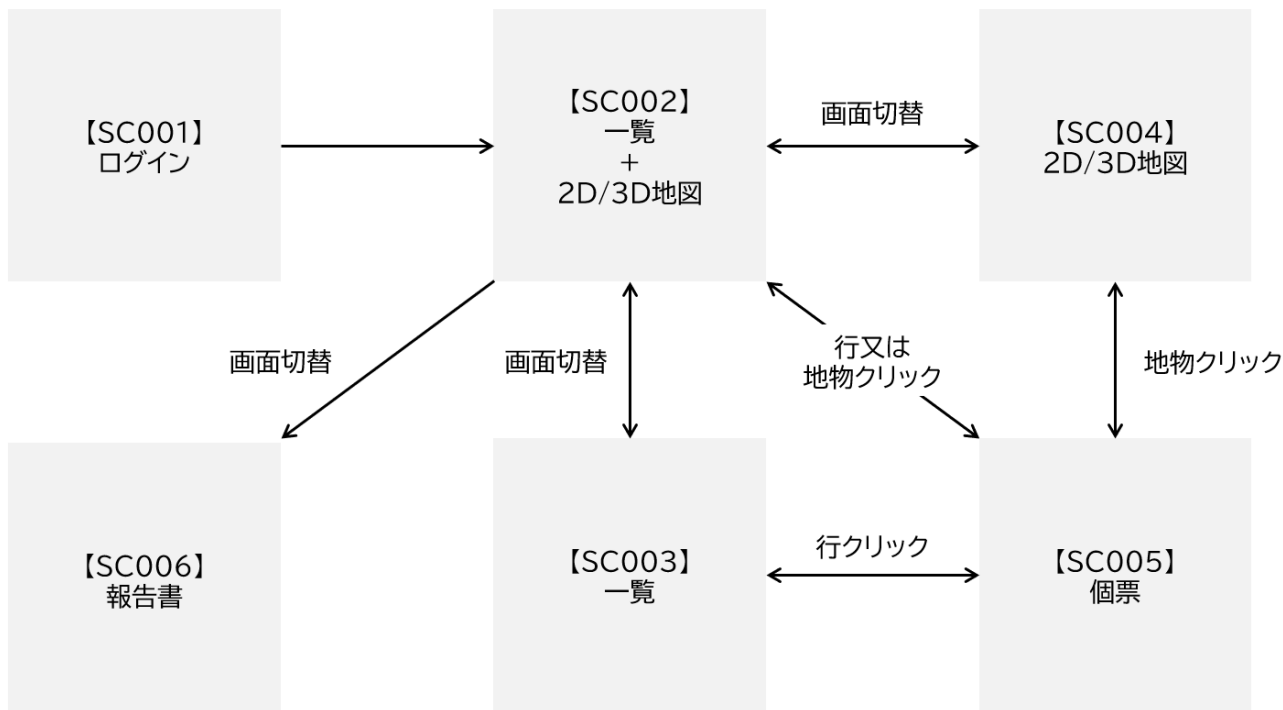 【SC001】
ログイン
【SC002】
一覧
+
2D/3D地図
画面切替
【SC004】
2D/3D地図
画面切替
画面切替
行又は
地物クリック
地物クリック
【SC006】
報告書
【SC003】
一覧
行クリック
【SC005】
個票